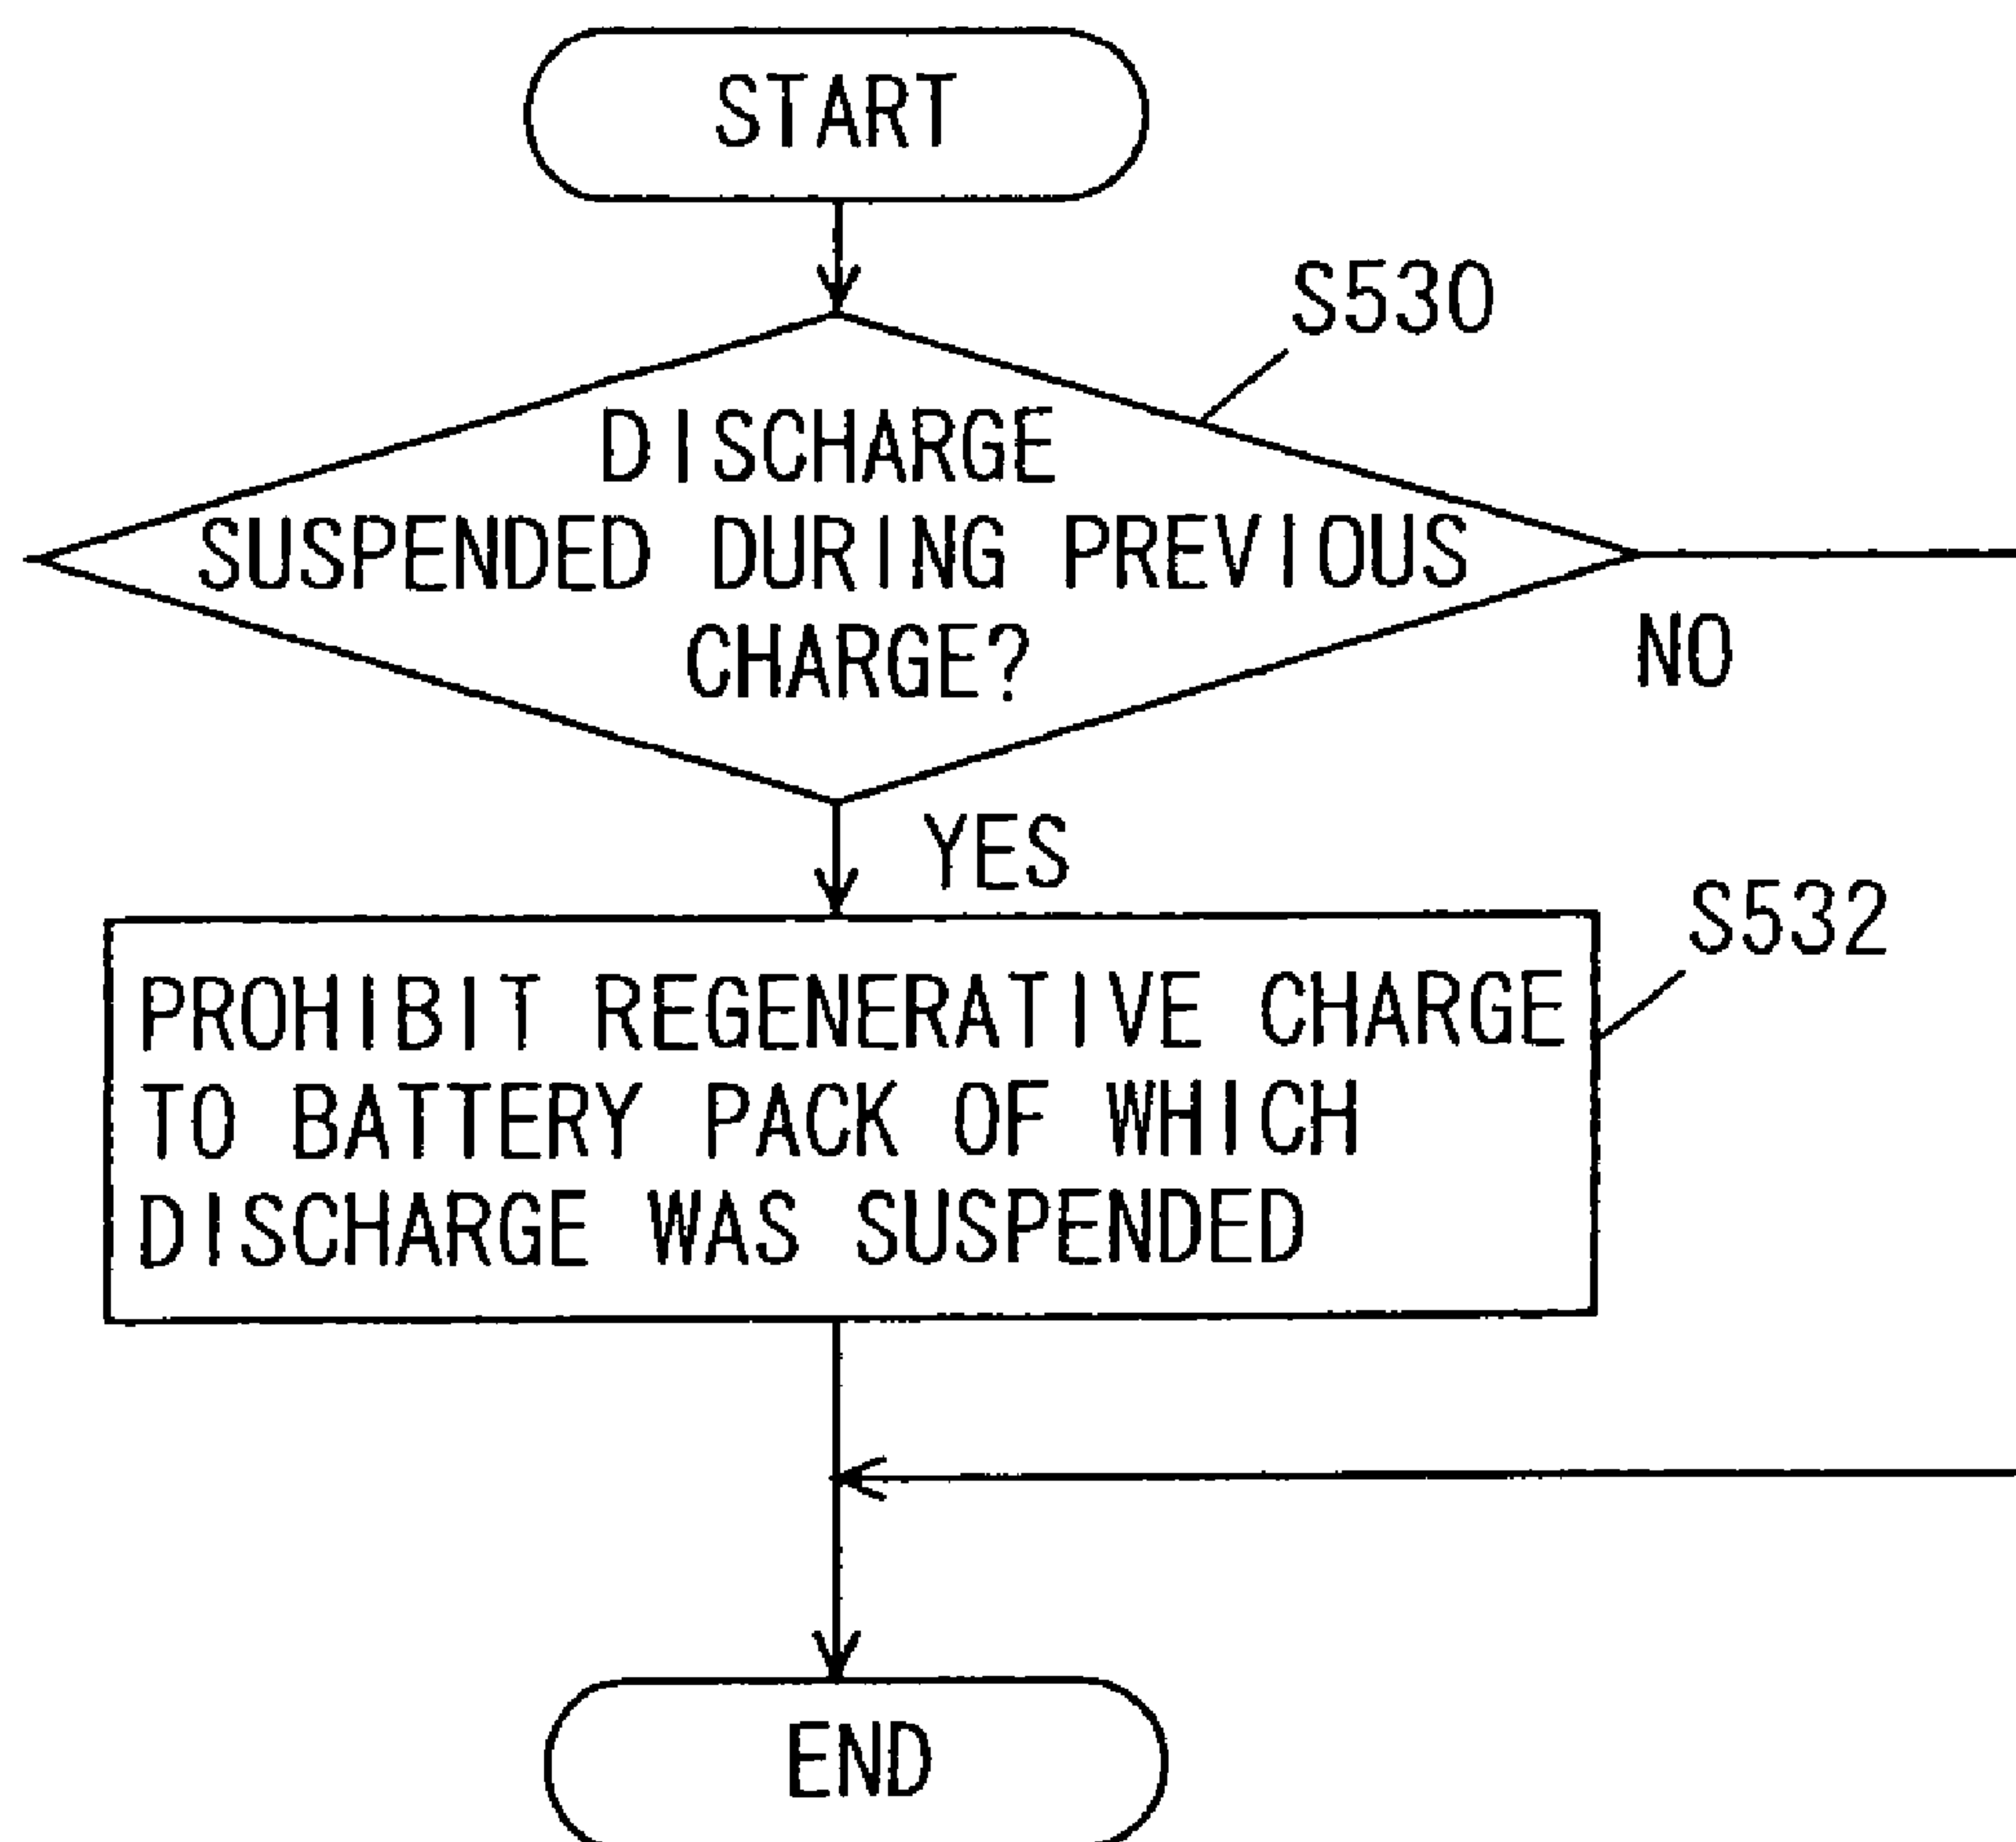 START
S530
DISCHARGE
SUSPENDED DURING PREVIOUS
CHARGE?
NO
YES
S532
PROHIBIT REGENERATIVE CHARGE
TO BATTERY PACK OF WHICH
DISCHARGE WAS SUSPENDED
END